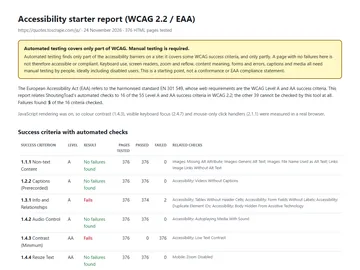 Accessibility starter report (WCAG 2.2 / EAA)
https://quotes.toscrape.com/js/ · 24 November 2026 · 376 HTML pages tested
Automated testing covers only part of WCAG. Manual testing is required.
Automated testing finds only part of the accessibility barriers on a site; it covers some WCAG success criteria, and only partly. A page with no failures here is
not therefore accessible or compliant. Keyboard use, screen readers, zoom and reflow, content meaning, forms and errors, captions and media all need
manual testing by people, ideally including disabled users. This is a starting point, not a conformance or EAA compliance statement.
The European Accessibility Act (EAA) refers to the harmonised standard EN 301 549, whose web requirements are the WCAG Level A and AA success criteria. This
report relates ShoutingToad's automated checks to 16 of the 55 Level A and AA success criteria in WCAG 2.2; the other 39 cannot be checked by this tool at all.
Failures found: 5 of the 16 criteria checked.
JavaScript rendering was on, so colour contrast (1.4.3), visible keyboard focus (2.4.7) and mouse-only click handlers (2.1.1) were measured in a real browser.
Success criteria with automated checks
SUCCESS CRITERION LEVEL RESULT PAGES TESTED PASSED FAILED RELATED CHECKS
1.1.1 Non-text Content A No failures found 376 376 0 Images: Missing Alt Attribute; Images: Generic Alt Text; Images: File Name Used as Alt Text; Links: Image Links Without Alt Text
1.2.2 Captions (Prerecorded) A No failures found 376 376 0 Accessibility: Videos Without Captions
1.3.1 Info and Relationships A Fails 376 374 2 Accessibility: Tables Without Header Cells; Accessibility: Form Fields Without Labels; Accessibility: Duplicate Element IDs; Accessibility: Body Hidden From Assistive Technology
1.4.2 Audio Control A No failures found 376 376 0 Accessibility: Autoplaying Media With Sound
1.4.3 Contrast (Minimum) AA Fails 376 0 376 Accessibility: Low Text Contrast
1.4.4 Resize Text AA No failures found 376 376 0 Mobile: Zoom Disabled